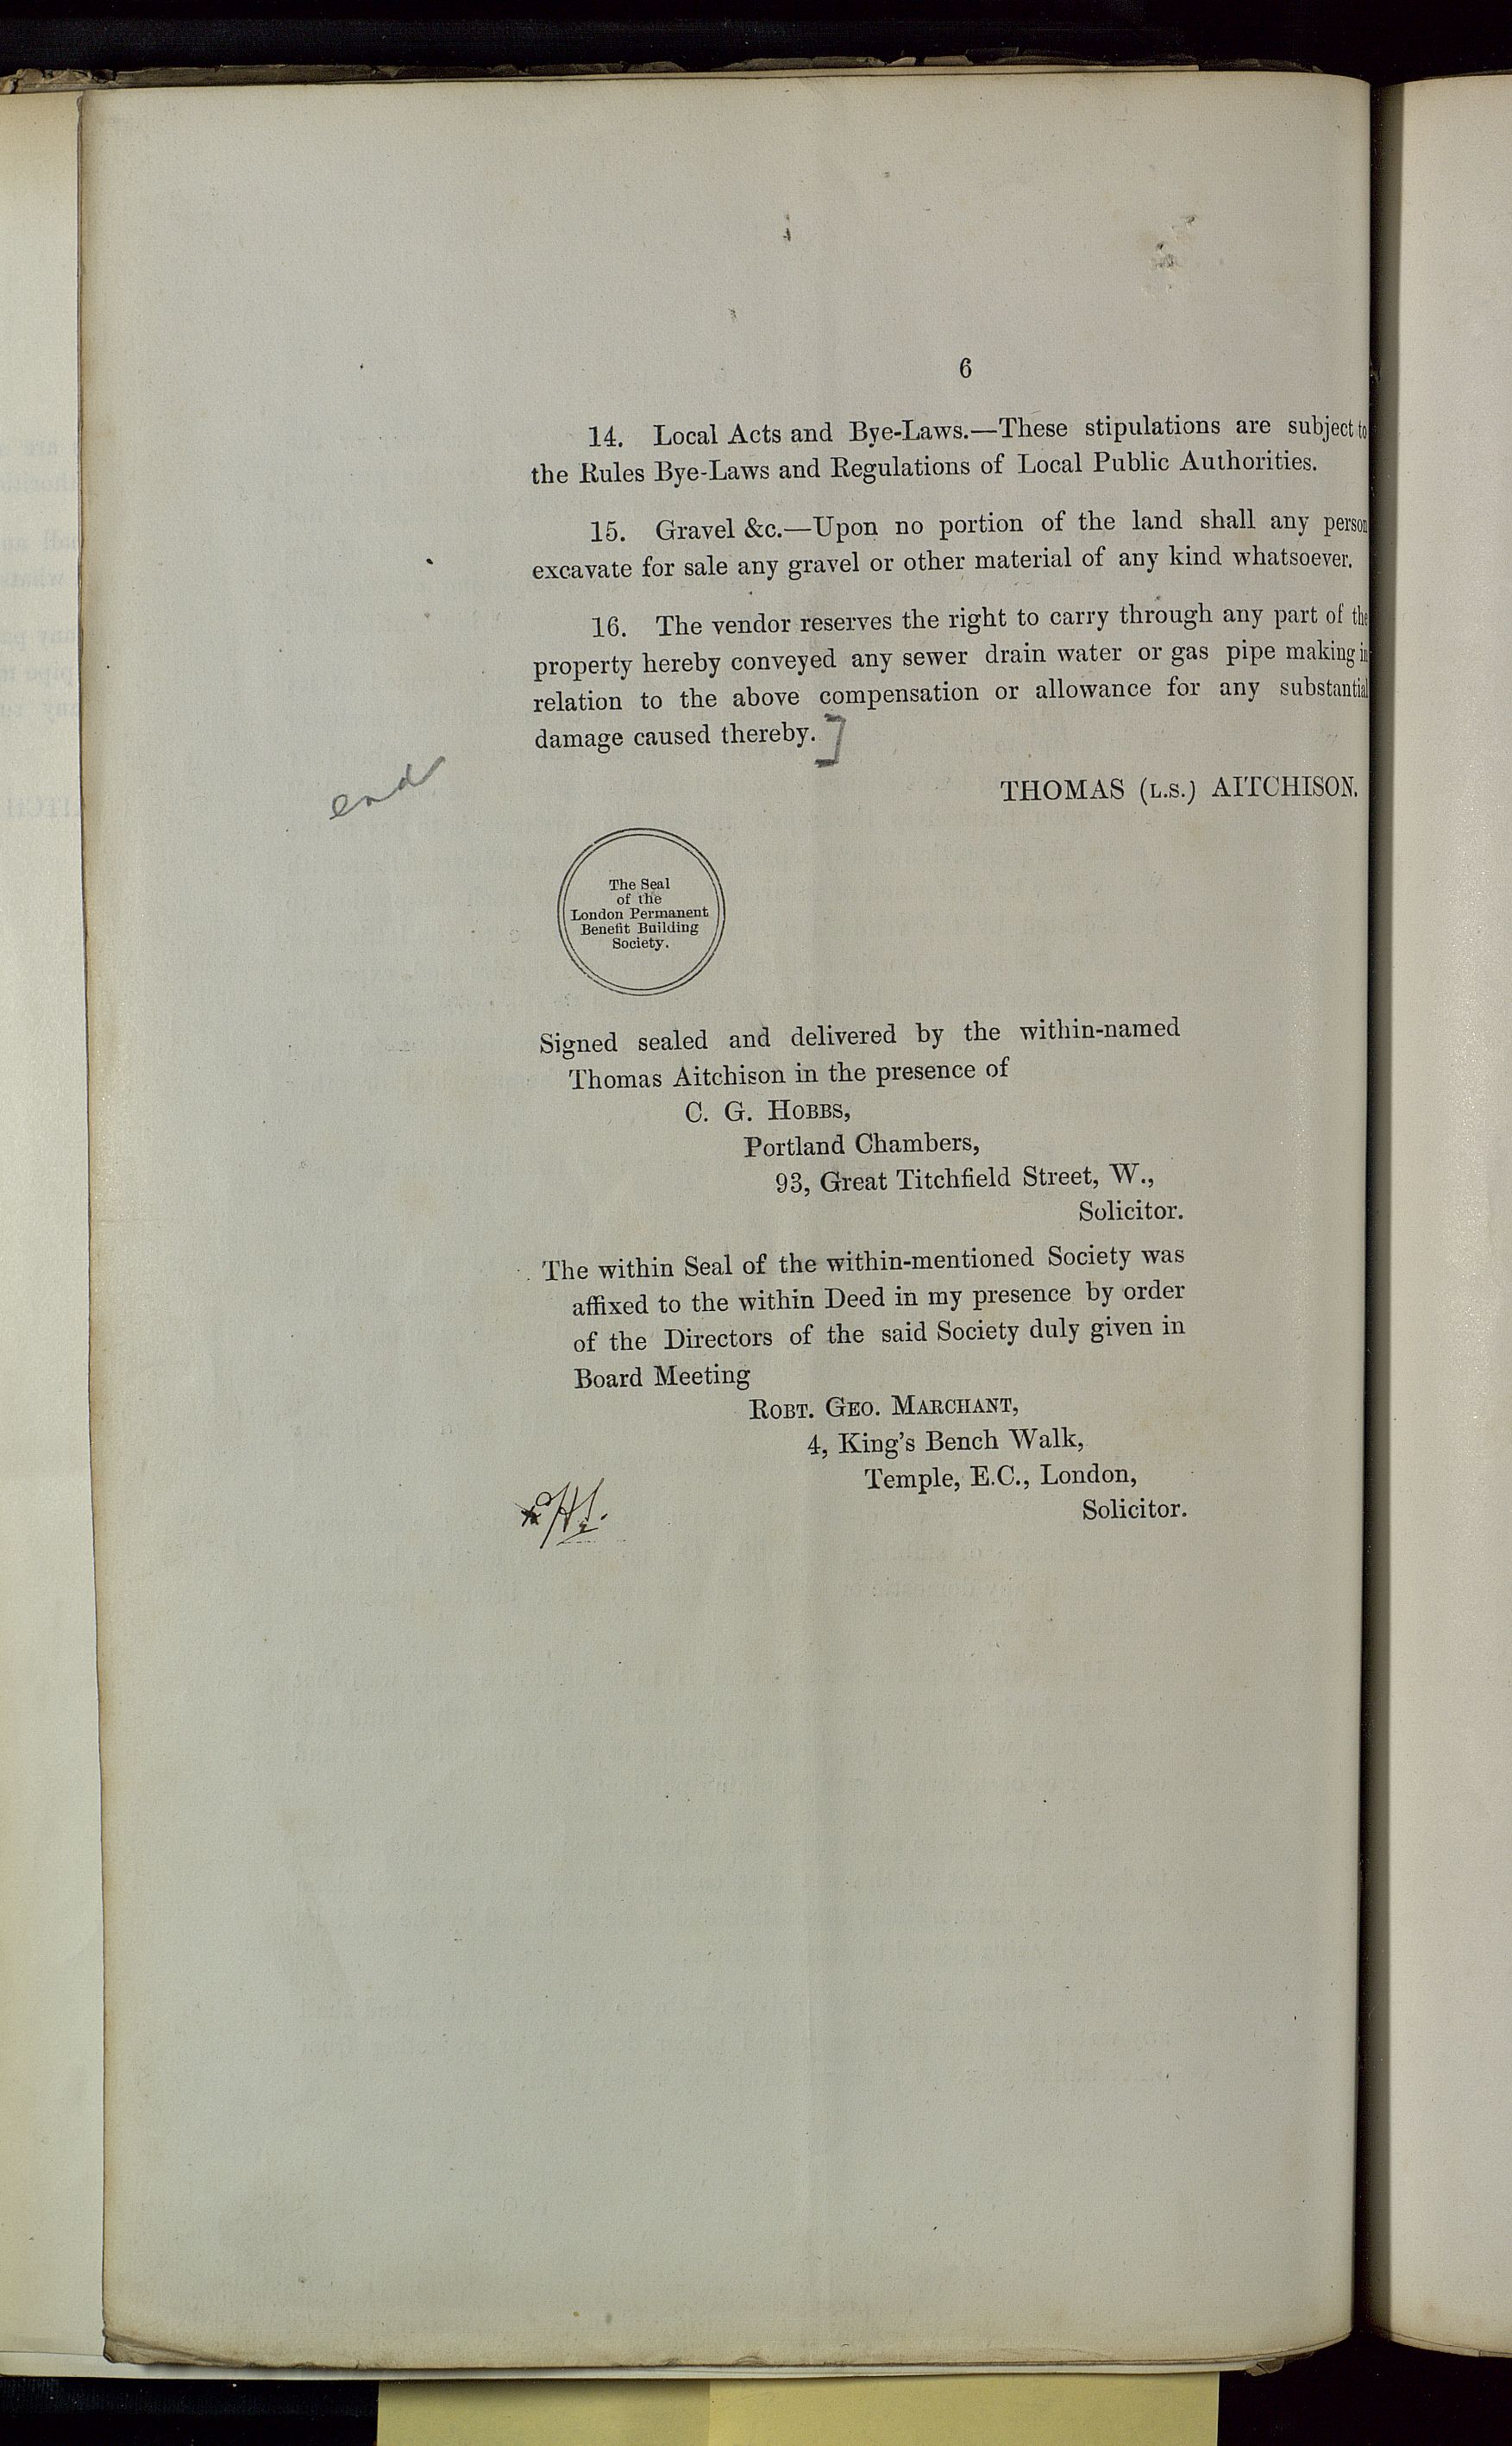 6
14. Local Acts and Bye-Laws.—These stipulations are subject to
the Rules Bye-Laws and Regulations of Local Public Authorities.
15. Gravel &c.—Upon no portion of the land shall any person
excavate for sale any gravel or other material of any kind whatsoever.
16. The vendor reserves the right to carry through any part of the
property hereby conveyed any sewer drain water or gas pipe making in
relation to the above compensation or allowance for any substantial
damage caused thereby.]
end
THOMAS (L.S.) AITCHISON.
The Seal
of the
London Permanent
Benefit Building
Society.
Signed sealed and delivered by the within-named
Thomas Aitchison in the presence of
C. G. HOBBS,
Portland Chambers,
93, Great Titchfield Street, W.,
Solicitor.
The within Seal of the within-mentioned Society was
affixed to the within Deed in my presence by order
of the Directors of the said Society duly given in
Board Meeting
ROBT. GEO. MARCHANT,
4, King's Bench Walk,
Temple, E.C., London,
Solicitor.